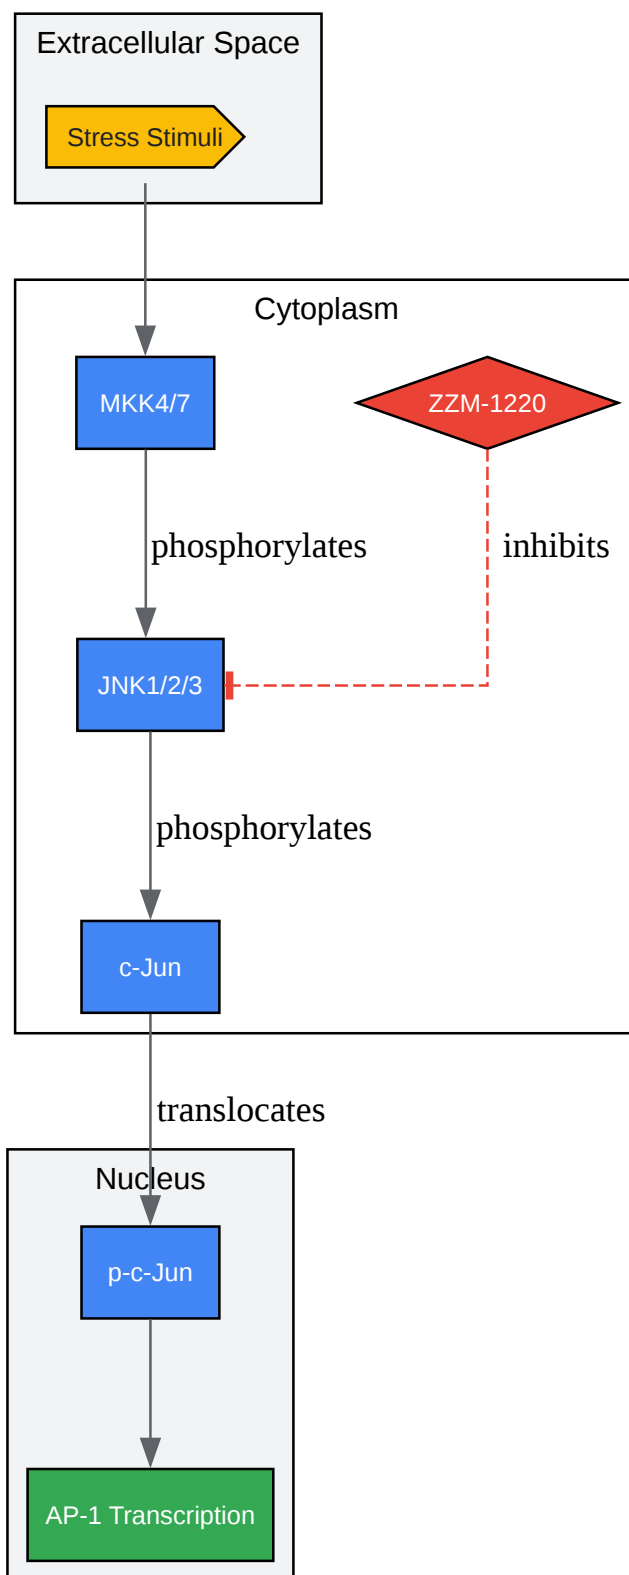 Extracellular Space
Stress Stimuli
Cytoplasm
MKK4/7
ZZM-1220
phosphorylates
inhibits
JNK1/2/3
phosphorylates
c-Jun
translocates
Nucleus
p-c-Jun
AP-1 Transcription